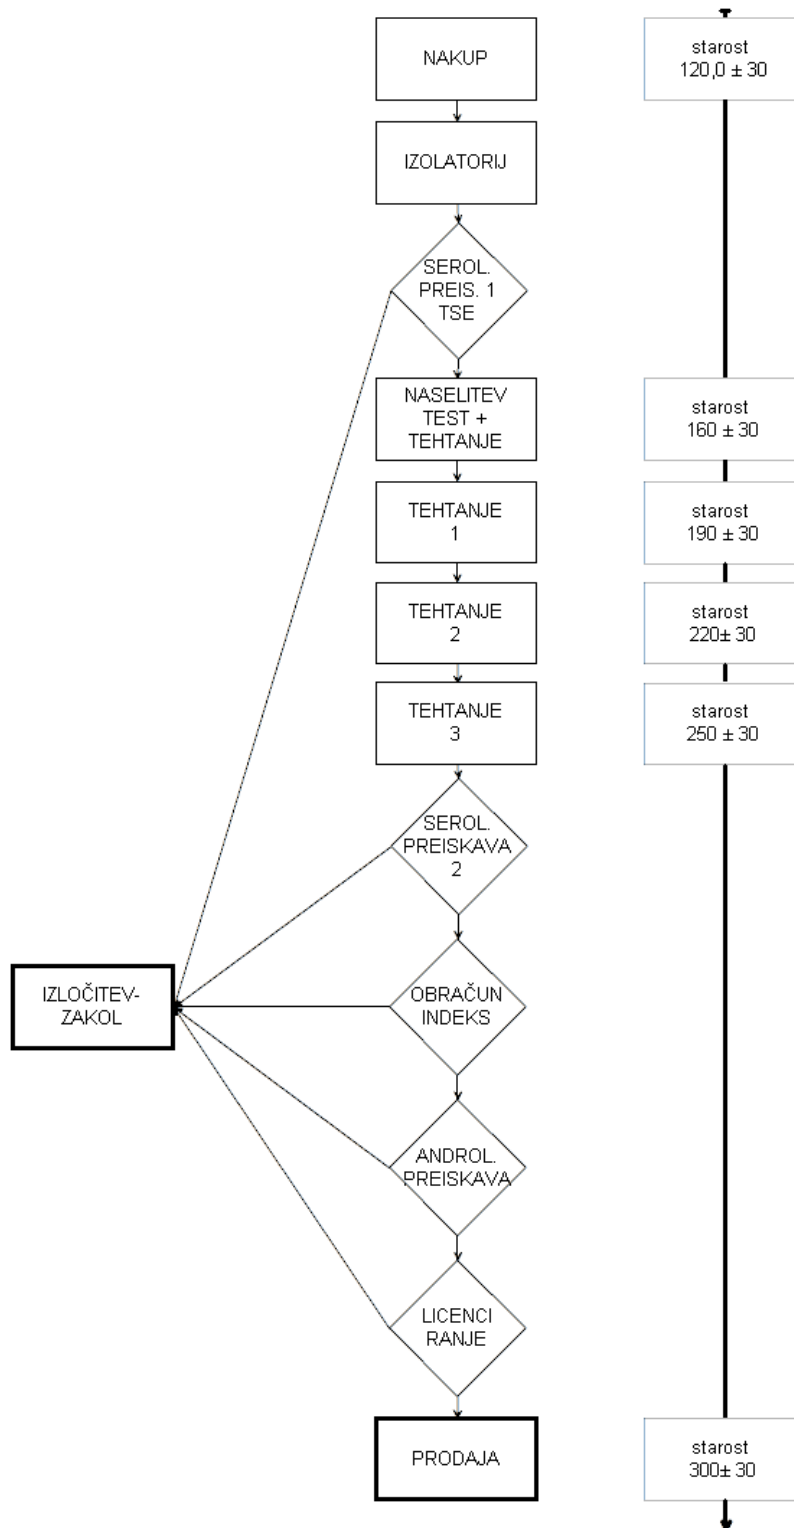 NAKUP
starost
120,0 ± 30
IZOLATORIJ
SEROL.
PREIS. 1
TSE
NASELITEV
TEST +
TEHTANJE
starost
160 ± 30
TEHTANJE
1
starost
190 ± 30
TEHTANJE
2
starost
220± 30
TEHTANJE
3
starost
250 ± 30
SEROL.
PREISKAVA
2
IZLOČITEV-
ZAKOL
OBRAČUN
INDEKS
ANDROL.
PREISKAVA
LICENCI
RANJE
PRODAJA
starost
300± 30